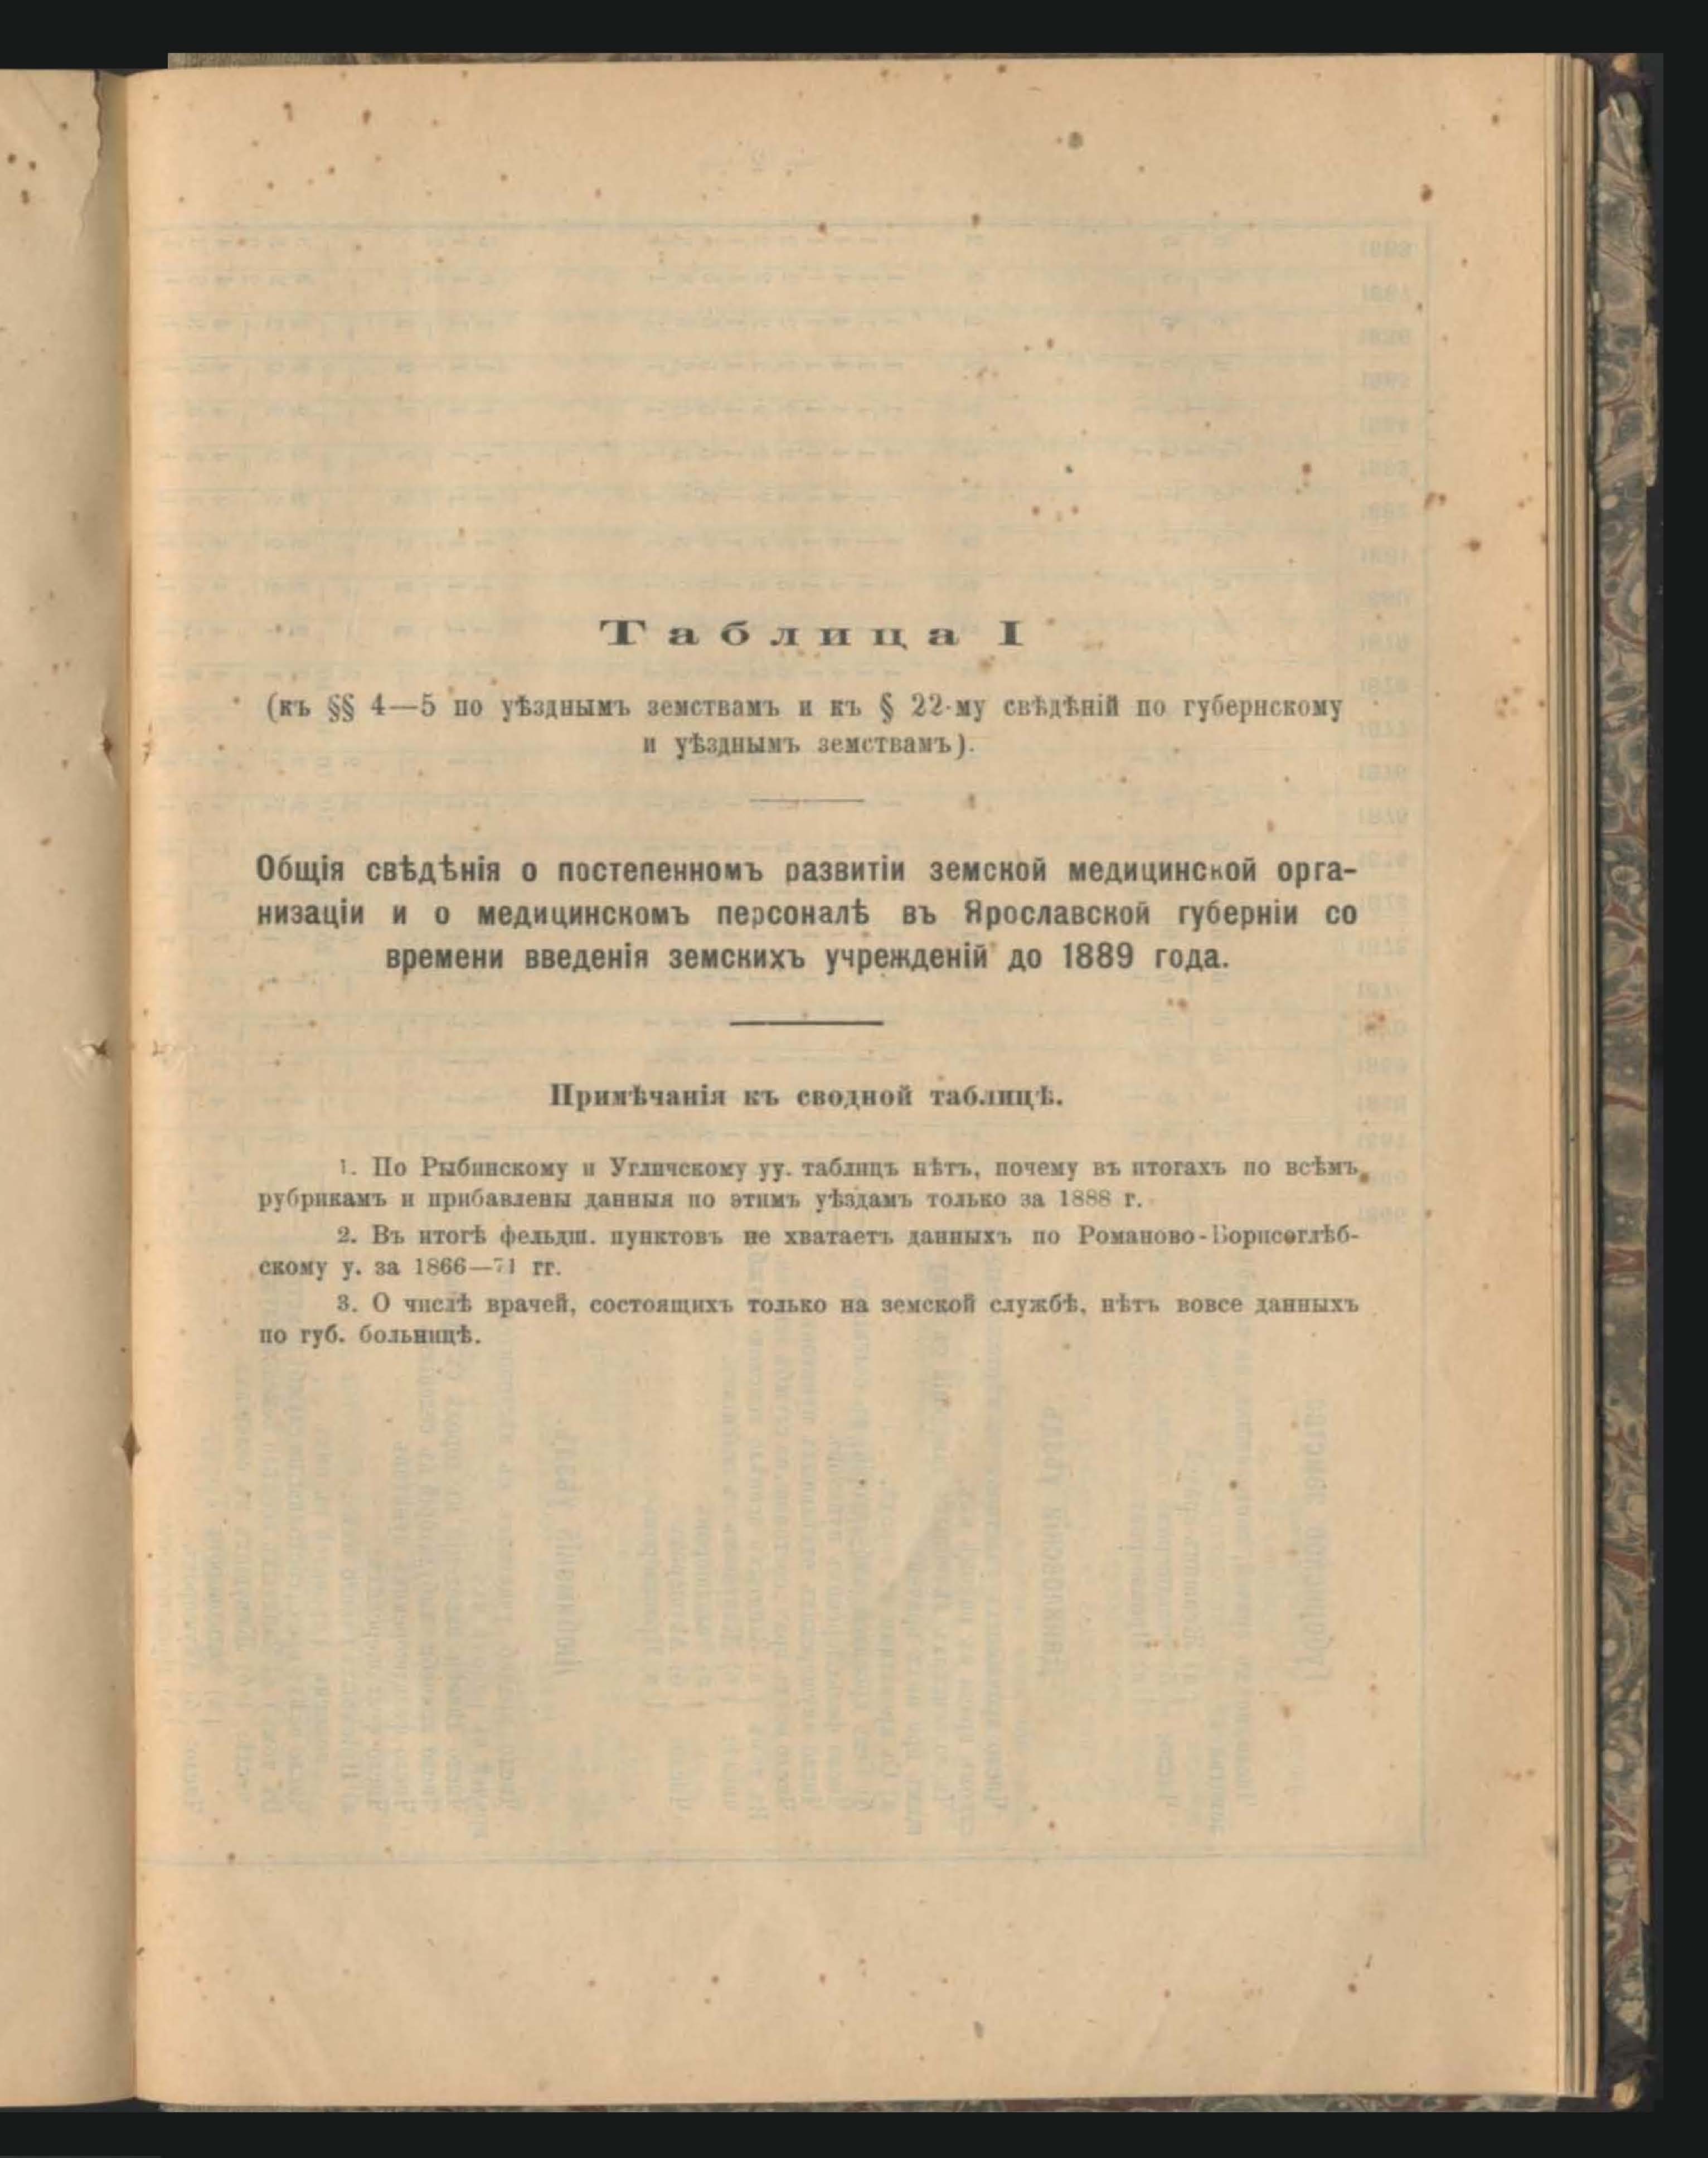 Таблица I
(къ §§ 4—5 по уѣзднымъ земствамъ и къ § 22-му свѣдѣній по губернскому
и уѣзднымъ земствамъ).
Общія свѣдѣнія о постепенномъ развитіи земской медицинской орга-
низаціи и о медицинскомъ персоналѣ въ Ярославской губерніи со
времени введенія земскихъ учрежденій до 1889 года.
Примѣчанія къ сводной таблицѣ.
1. По Рыбинскому и Угличскому уу. таблицъ нѣтъ, почему въ итогахъ по всѣмъ
рубрикамъ и прибавлены данныя по этимъ уѣздамъ только за 1888 г.
2. Въ итогѣ фельдш. пунктовъ не хватаетъ данныхъ по Романово-Борисоглѣб-
скому у. за 1866—71 гг.
3. О числѣ врачей, состоящихъ только на земской службѣ, нѣтъ вовсе данныхъ
по губ. больницѣ.